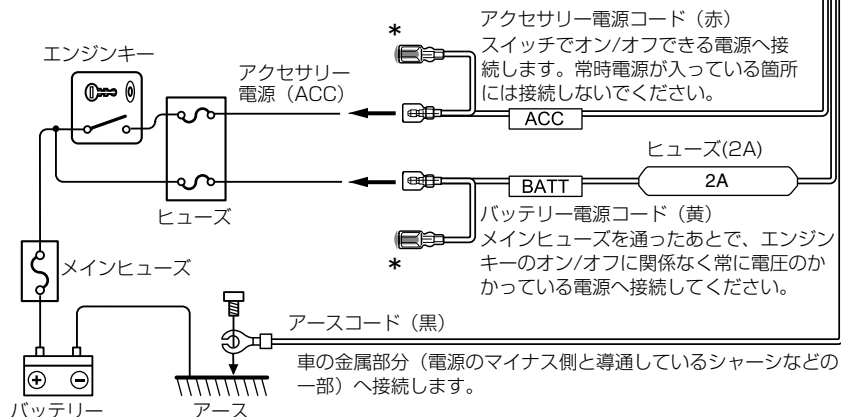 アクセサリー電源コード（赤）
スイッチでオン/オフできる電源へ接
続します。常時電源が入っている箇所
には接続しないでください。
*
エンジンキー
アクセサリー
電源（ACC）
ACC
ヒューズ(2A)
BATT
2A
ヒューズ
バッテリー電源コード（黄）
メインヒューズを通ったあとで、エンジン
キーのオン/オフに関係なく常に電圧のか
かっている電源へ接続してください。
*
メインヒューズ
アースコード（黒）
車の金属部分（電源のマイナス側と導通しているシャーシなどの
一部）へ接続します。
+ −
バッテリー
アース